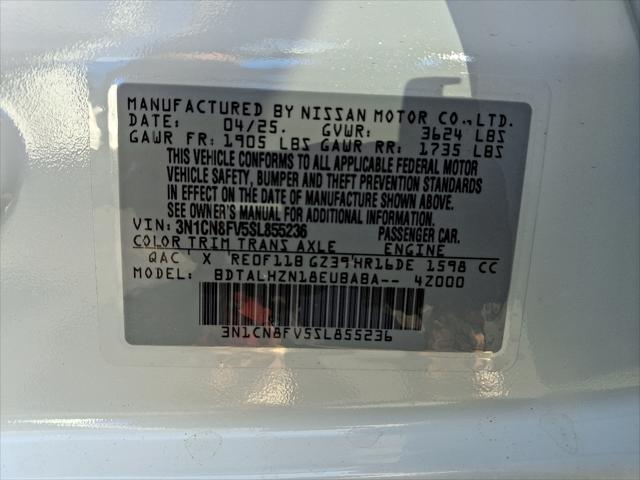 MANUFACTURED BY NISSAN MOTOR CO.,LTD.
DATE: 04/25. GVWR: 3624 LBS
GAWR FR: 1905 LBS GAWR RR: 1735 LBS
THIS VEHICLE CONFORMS TO ALL APPLICABLE FEDERAL MOTOR
VEHICLE SAFETY, BUMPER AND THEFT PREVENTION STANDARDS
IN EFFECT ON THE DATE OF MANUFACTURE SHOWN ABOVE.
SEE OWNER'S MANUAL FOR ADDITIONAL INFORMATION.
VIN: 3N1CN8FV5SL855236 PASSENGER CAR.
COLOR TRIM TRANS AXLE ENGINE
QAC X RE0F11B GZ39 HR16DE 1598 CC
MODEL: BDTALHZN18EUBABA-- 4Z000
3N1CN8FV5SL855236